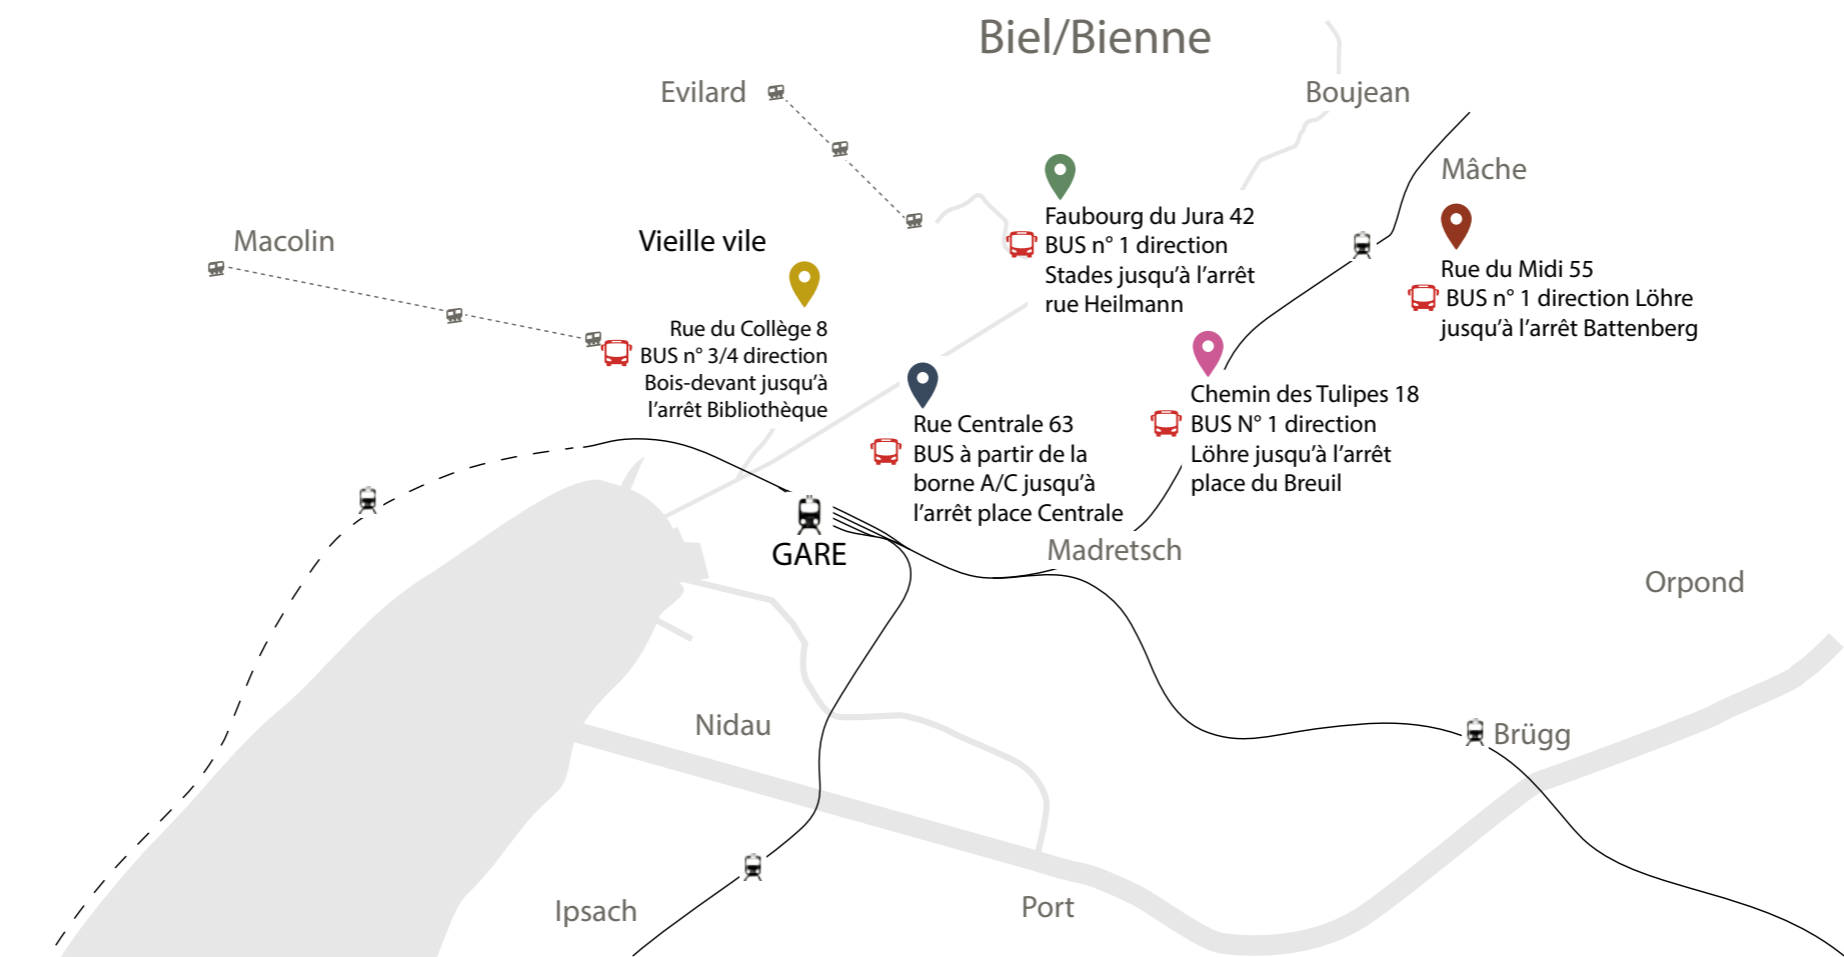 Biel/Bienne
Evilard
Boujean
Mâche
Macolin
Vieille vile
Faubourg du Jura 42
BUS n° 1 direction
Stades jusqu'à l'arrêt
rue Heilmann
Rue du Midi 55
BUS n° 1 direction Löhre
jusqu'à l'arrêt Battenberg
Rue du Collège 8
BUS n° 3/4 direction
Bois-devant jusqu'à
l'arrêt Bibliothèque
Chemin des Tulipes 18
BUS N° 1 direction
Löhre jusqu'à l'arrêt
place du Breuil
Rue Centrale 63
BUS à partir de la
borne A/C jusqu'à
l'arrêt place Centrale
GARE
Madretsch
Orpond
Nidau
Brügg
Ipsach
Port